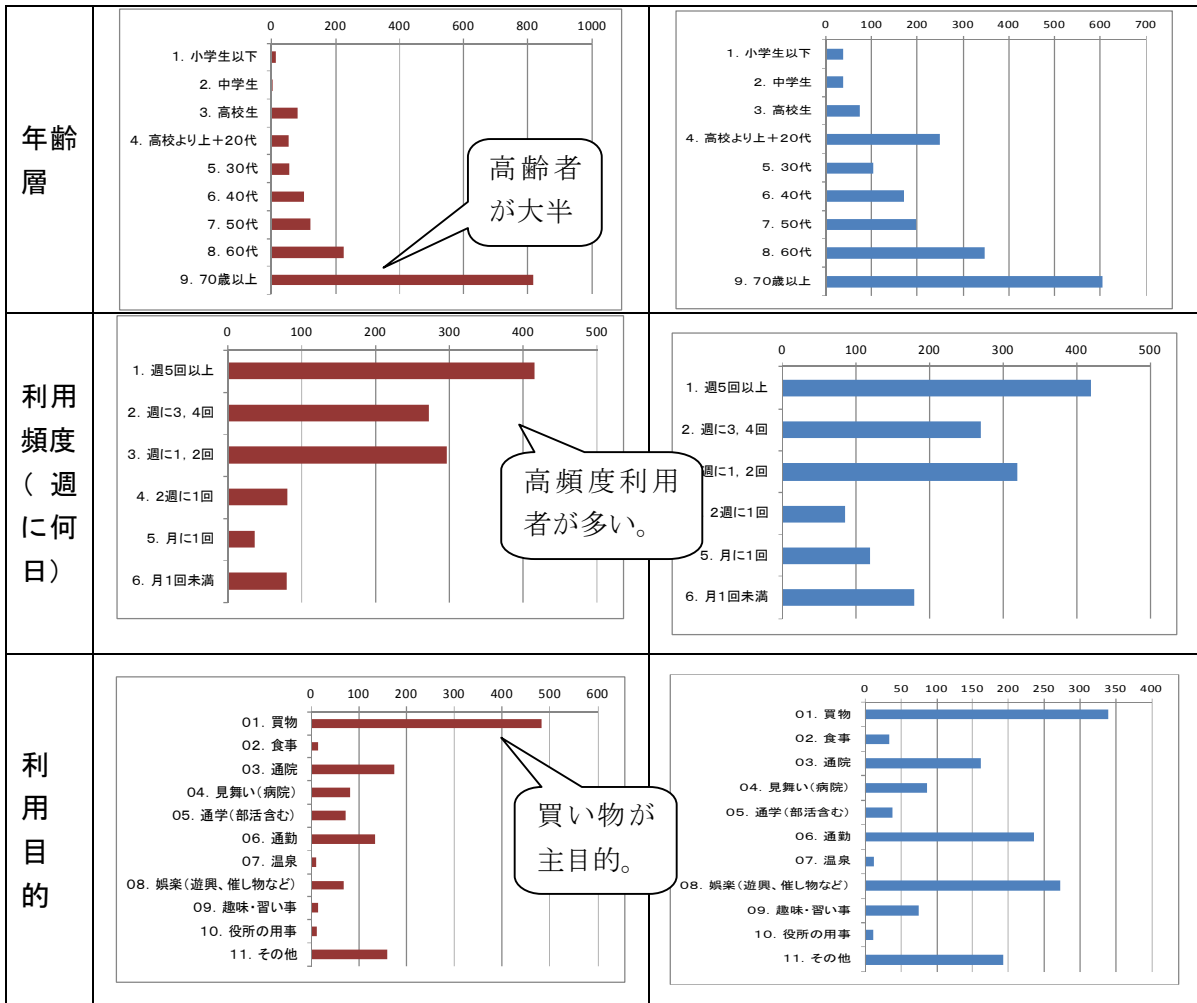 年齢
層
0 200 400 600 800 1000
1. 小学生以下
2. 中学生
3. 高校生
4. 高校より上+20代
5. 30代
6. 40代
7. 50代
8. 60代
9. 70歳以上
高齢者
が大半
0 100 200 300 400 500 600 700
1. 小学生以下
2. 中学生
3. 高校生
4. 高校より上+20代
5. 30代
6. 40代
7. 50代
8. 60代
9. 70歳以上
利用
頻度
(週
に何
日)
0 100 200 300 400 500
1. 週5回以上
2. 週に3, 4回
3. 週に1, 2回
4. 2週に1回
5. 月に1回
6. 月1回未満
高頻度利用
者が多い。
0 100 200 300 400 500
1. 週5回以上
2. 週に3, 4回
週に1, 2回
2週に1回
5. 月に1回
6. 月1回未満
利
用
目
的
0 100 200 300 400 500 600
01. 買物
02. 食事
03. 通院
04. 見舞い(病院)
05. 通学(部活含む)
06. 通勤
07. 温泉
08. 娯楽(遊興、催し物など)
09. 趣味・習い事
10. 役所の用事
11. その他
買い物が
主目的。
0 50 100 150 200 250 300 350 400
01. 買物
02. 食事
03. 通院
04. 見舞い(病院)
05. 通学(部活含む)
06. 通勤
07. 温泉
08. 娯楽(遊興、催し物など)
09. 趣味・習い事
10. 役所の用事
11. その他